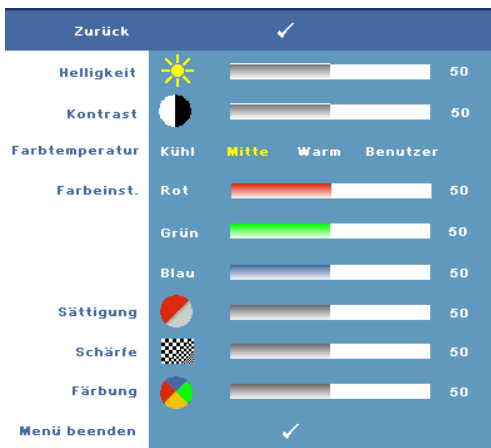 Zurück
Helligkeit 50
Kontrast 50
Farbtemperatur Kühl Mitte Warm Benutzer
Farbeinst. Rot 50
Grün 50
Blau 50
Sättigung 50
Schärfe 50
Färbung 50
Menü beenden